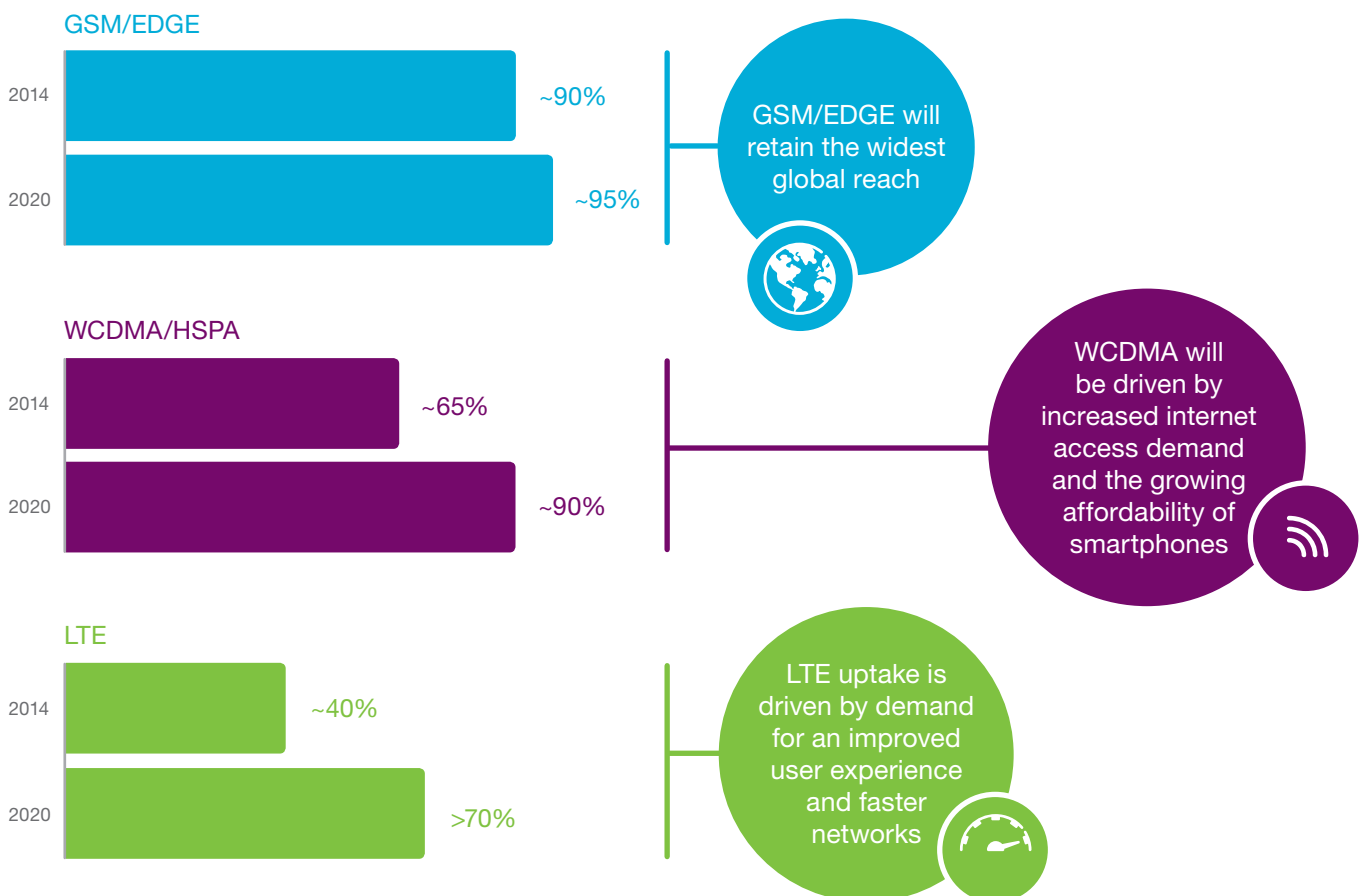 GSM/EDGE
2014
~90%
2020
~95%
GSM/EDGE will
retain the widest
global reach
WCDMA/HSPA
2014
~65%
2020
~90%
WCDMA will
be driven by
increased internet
access demand
and the growing
affordability of
smartphones
LTE
2014
~40%
2020
>70%
LTE uptake is
driven by demand
for an improved
user experience
and faster
networks